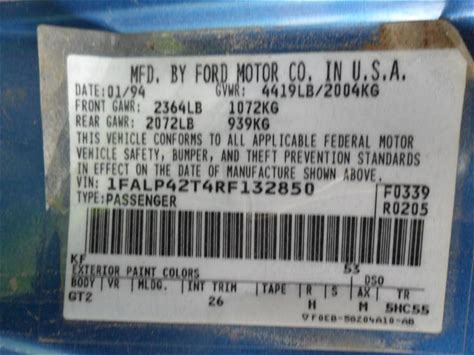 MFD. BY FORD MOTOR CO. IN U.S.A.
DATE:01/94 GVWR: 4419LB/2004KG
FRONT GAWR: 2364LB 1072KG
REAR GAWR: 2072LB 939KG
THIS VEHICLE CONFORMS TO ALL APPLICABLE FEDERAL MOTOR
VEHICLE SAFETY, BUMPER, AND THEFT PREVENTION STANDARDS
IN EFFECT ON THE DATE OF MANUFACTURE SHOWN ABOVE.
VIN: 1FALP42T4RF132850 F0339
TYPE:PASSENGER R0205
KF 53
EXTERIOR PAINT COLORS DSO
BODY VR MLDG. INT TRIM TAPE R S AX TR
GT2 26 H M 5HC55